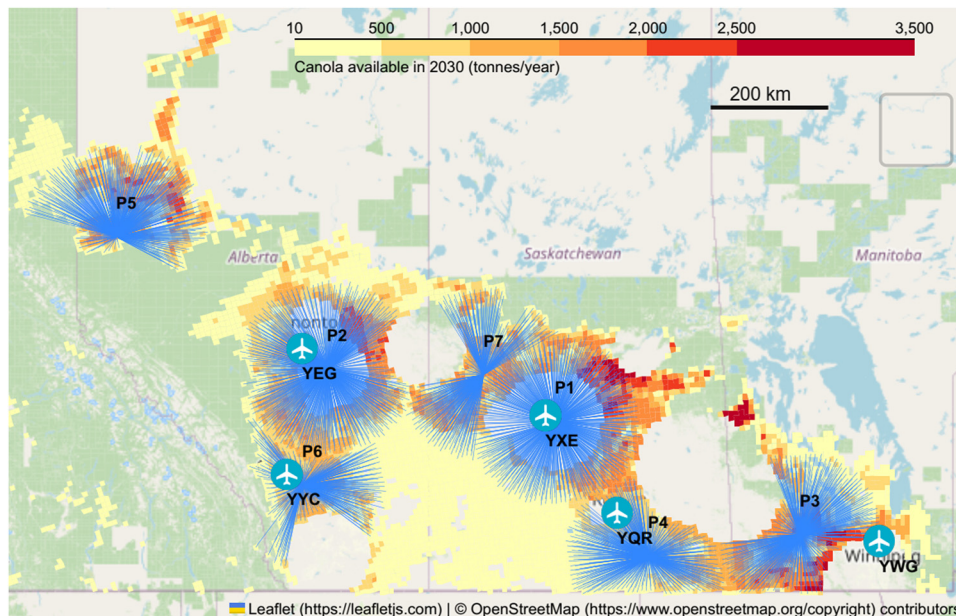 10 500 1,000 1,500 2,000 2,500 3,500
Canola available in 2030 (tonnes/year)
200 km
P5
Alberta
Saskatchewan
Manitoba
P2
YEG
P7
P1
YXE
P6
YYC
P3
P4
YQR
YWG
Leaflet (https://leafletjs.com) | © OpenStreetMap (https://www.openstreetmap.org/copyright) contributors